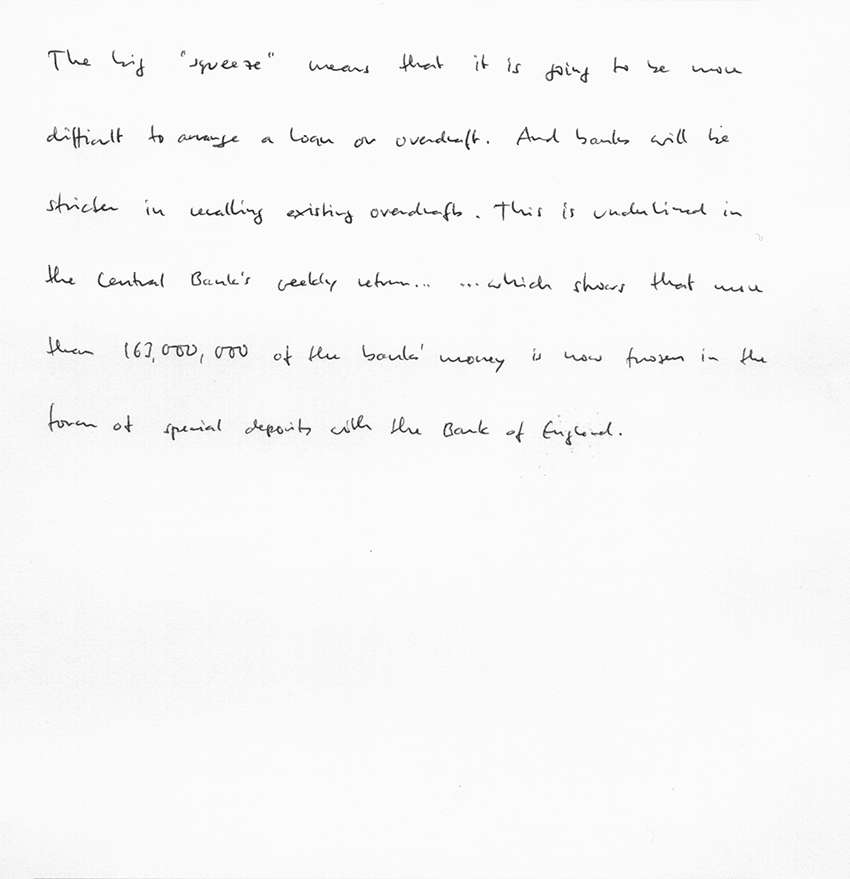 The big "squeeze" means that it is going to be more
difficult to arrange a loan or overdraft. And banks will be
stricter in recalling existing overdrafts. This is underlined in
the Central Bank's weekly return... ...which shows that more
than 163,000,000 of the banks' money is now frozen in the
form of special deposits with the Bank of England.